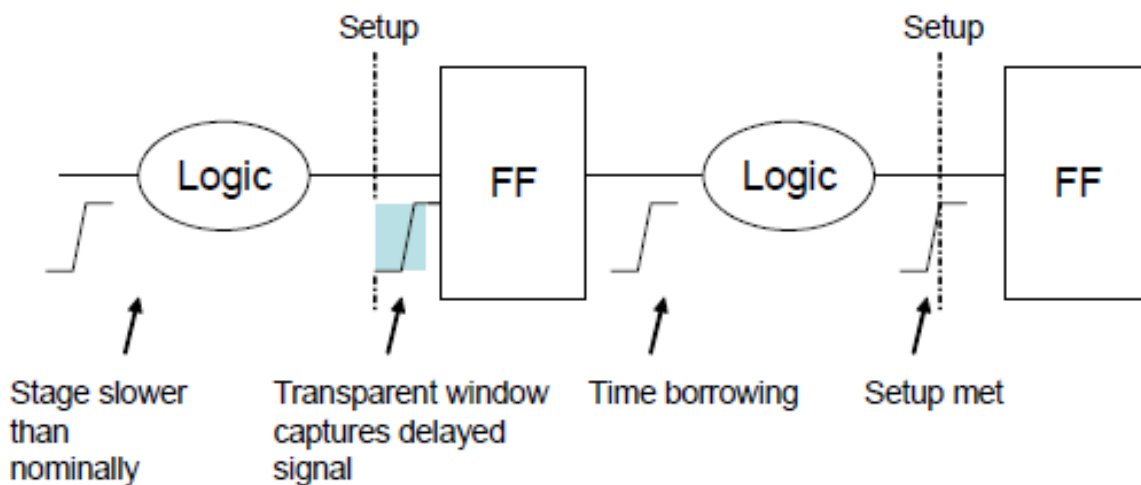 Setup
Setup
Logic
FF
Logic
FF
Stage slower
than
nominally
Transparent window
captures delayed
signal
Time borrowing
Setup met